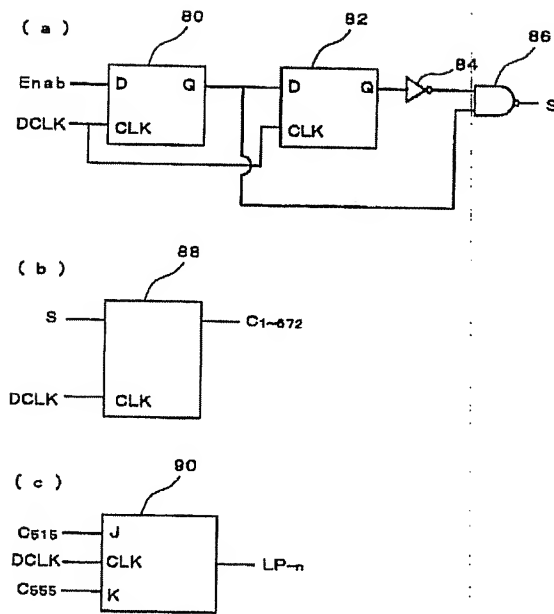 (a)
80
82
84
86
Enab
D
Q
D
Q
S
DCLK
CLK
CLK
(b)
88
S
C1~672
DCLK
CLK
(c)
90
C515
J
DCLK
CLK
LP-n
C555
K